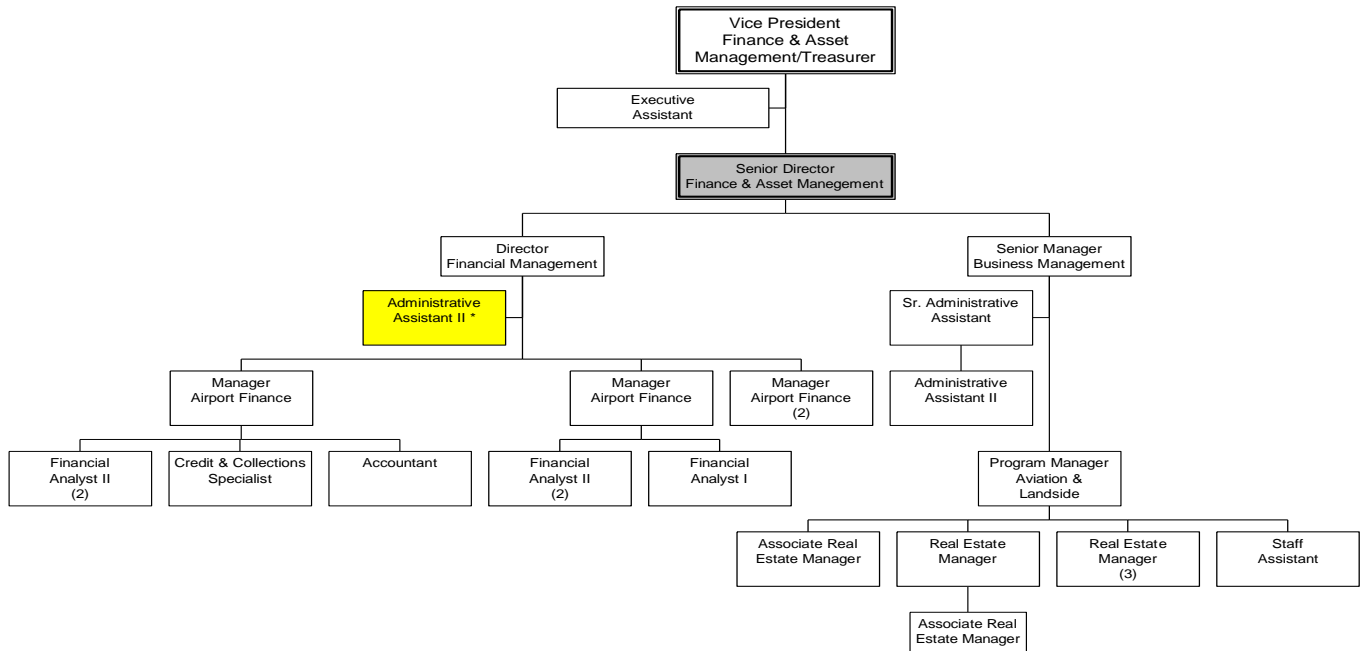 Vice President
Finance & Asset
Management/Treasurer
Executive
Assistant
Senior Director
Finance & Asset Manegement
Director
Financial Management
Senior Manager
Business Management
Administrative
Assistant II *
Sr. Administrative
Assistant
Manager
Airport Finance
Manager
Airport Finance
Manager
Airport Finance
(2)
Administrative
Assistant II
Financial
Analyst II
(2)
Credit & Collections
Specialist
Accountant
Financial
Analyst II
(2)
Financial
Analyst I
Program Manager
Aviation &
Landside
Associate Real
Estate Manager
Real Estate
Manager
Real Estate
Manager
(3)
Staff
Assistant
Associate Real
Estate Manager